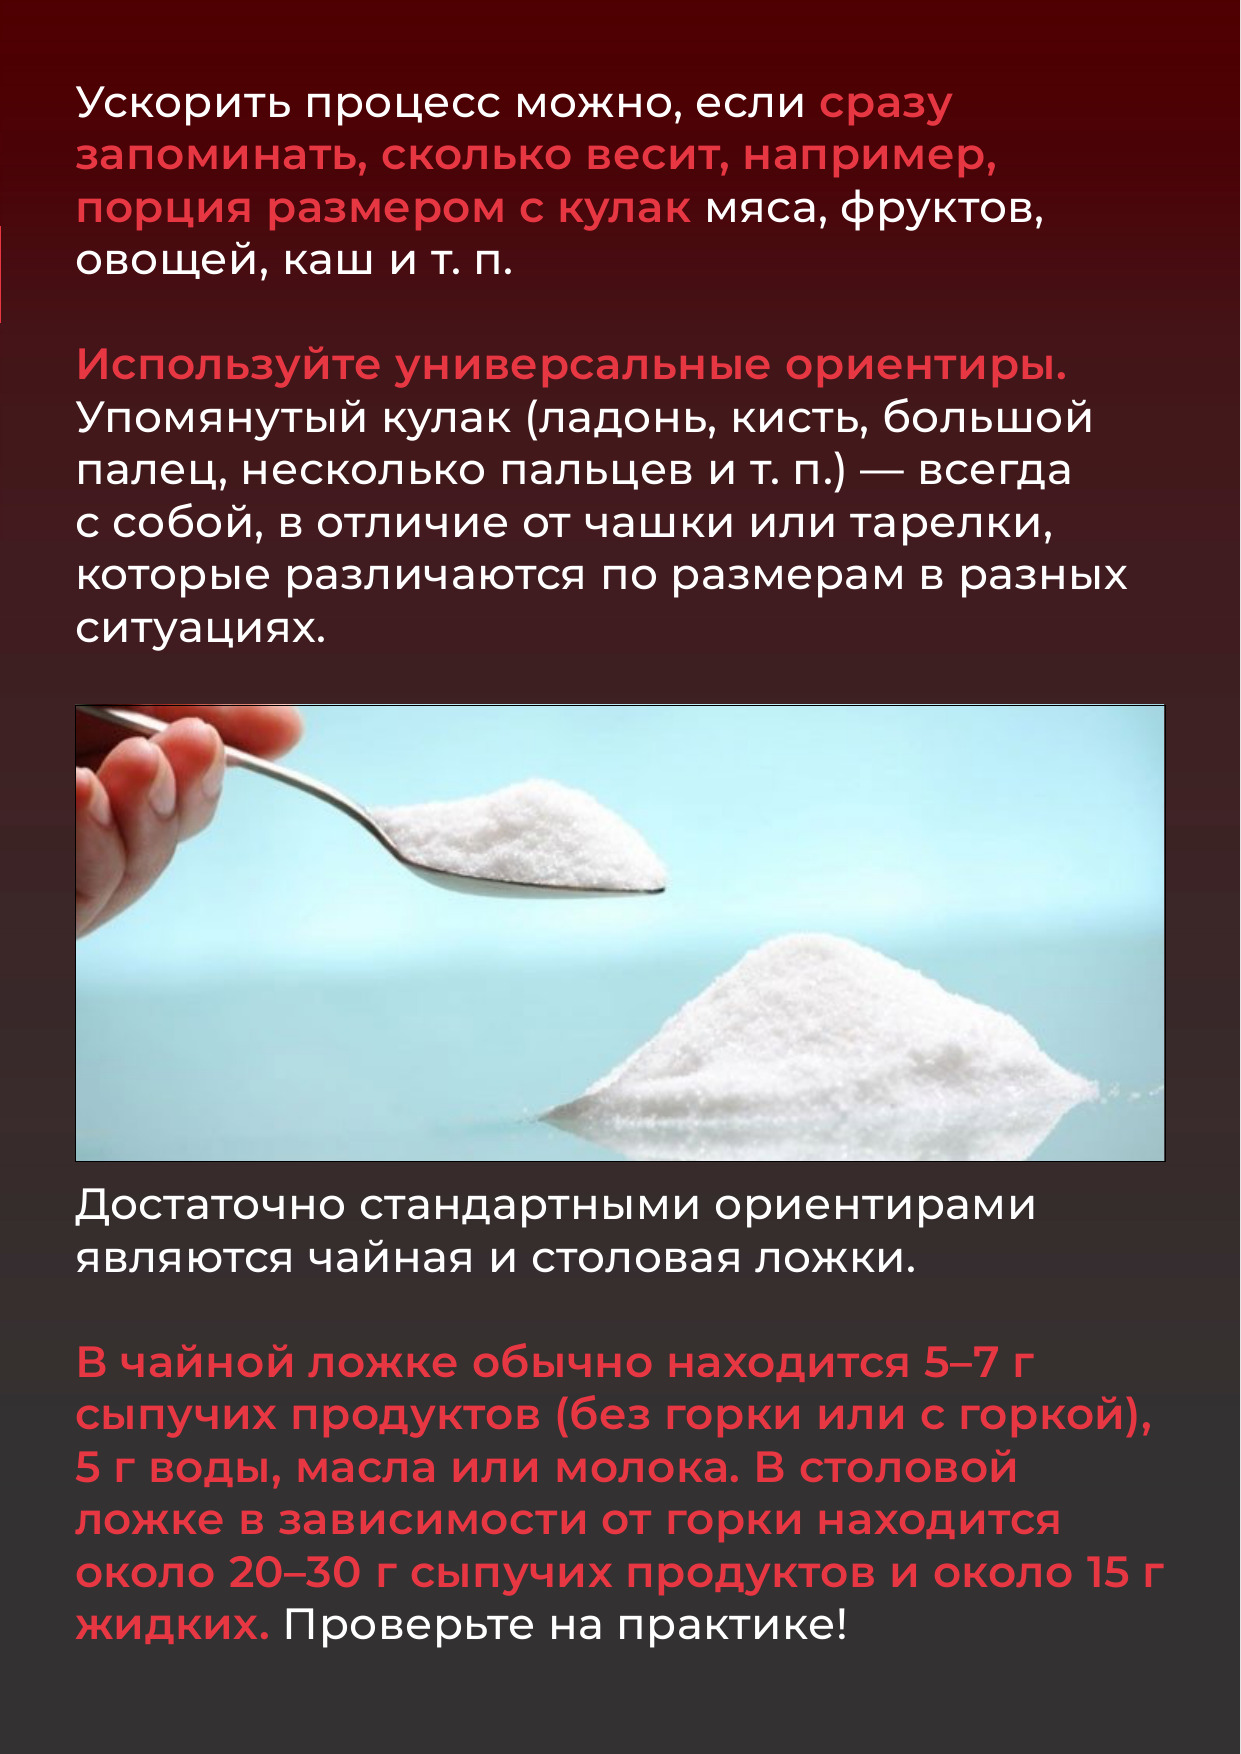 Ускорить процесс можно, если сразу
запоминать, сколько весит, например,
порция размером с кулак мяса, фруктов,
овощей, каш и т. п.
Используйте универсальные ориентиры.
Упомянутый кулак (ладонь, кисть, большой
палец, несколько пальцев и т. п.) — всегда
с собой, в отличие от чашки или тарелки,
которые различаются по размерам в разных
ситуациях.
Достаточно стандартными ориентирами
являются чайная и столовая ложки.
В чайной ложке обычно находится 5–7 г
сыпучих продуктов (без горки или с горкой),
5 г воды, масла или молока. В столовой
ложке в зависимости от горки находится
около 20–30 г сыпучих продуктов и около 15 г
жидких. Проверьте на практике!